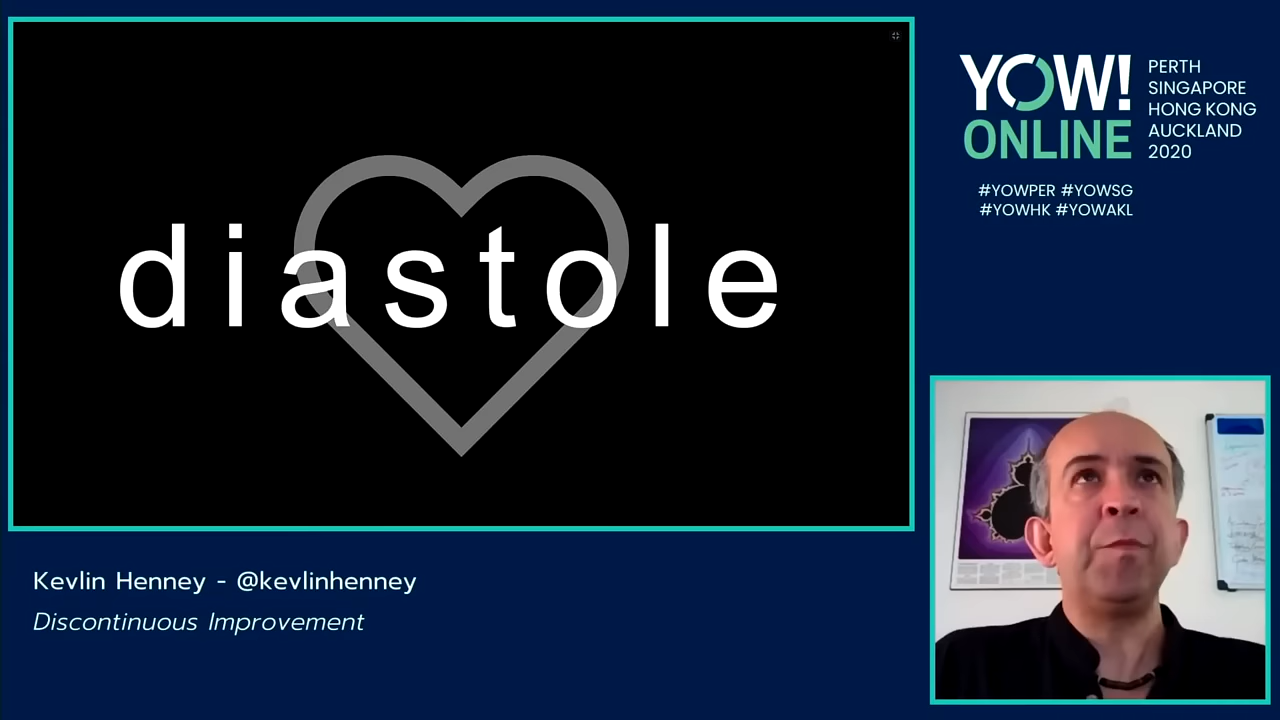 diastole
YOW!
ONLINE
PERTH
SINGAPORE
HONG KONG
AUCKLAND
2020
#YOWPER #YOWSG
#YOWHK #YOWAKL
Kevlin Henney - @kevlinhenney
Discontinuous Improvement